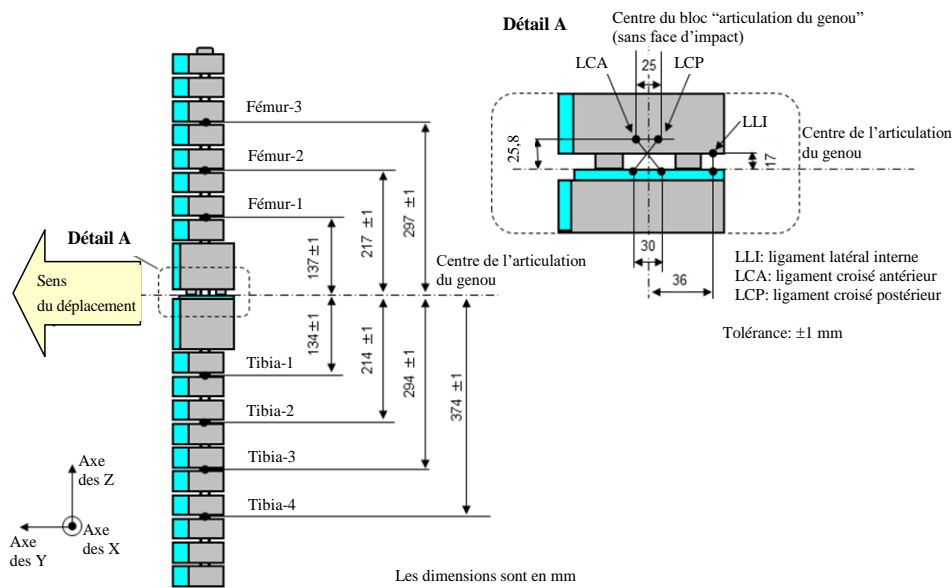 Détail A
Centre du bloc “articulation du genou”
(sans face d’impact)
LCA
25
LCP
LLI
25,8
17
Centre de l’articulation
du genou
30
36
LLI: ligament latéral interne
LCA: ligament croisé antérieur
LCP: ligament croisé postérieur
Tolérance: ±1 mm
Fémur-3
Fémur-2
Fémur-1
Détail A
Sens
du déplacement
137 ±1
217 ±1
297 ±1
Centre de l’articulation
du genou
134±1
214 ±1
294 ±1
374 ±1
Tibia-1
Tibia-2
Tibia-3
Tibia-4
Axe
des Z
Axe
des Y
Axe
des X
Les dimensions sont en mm